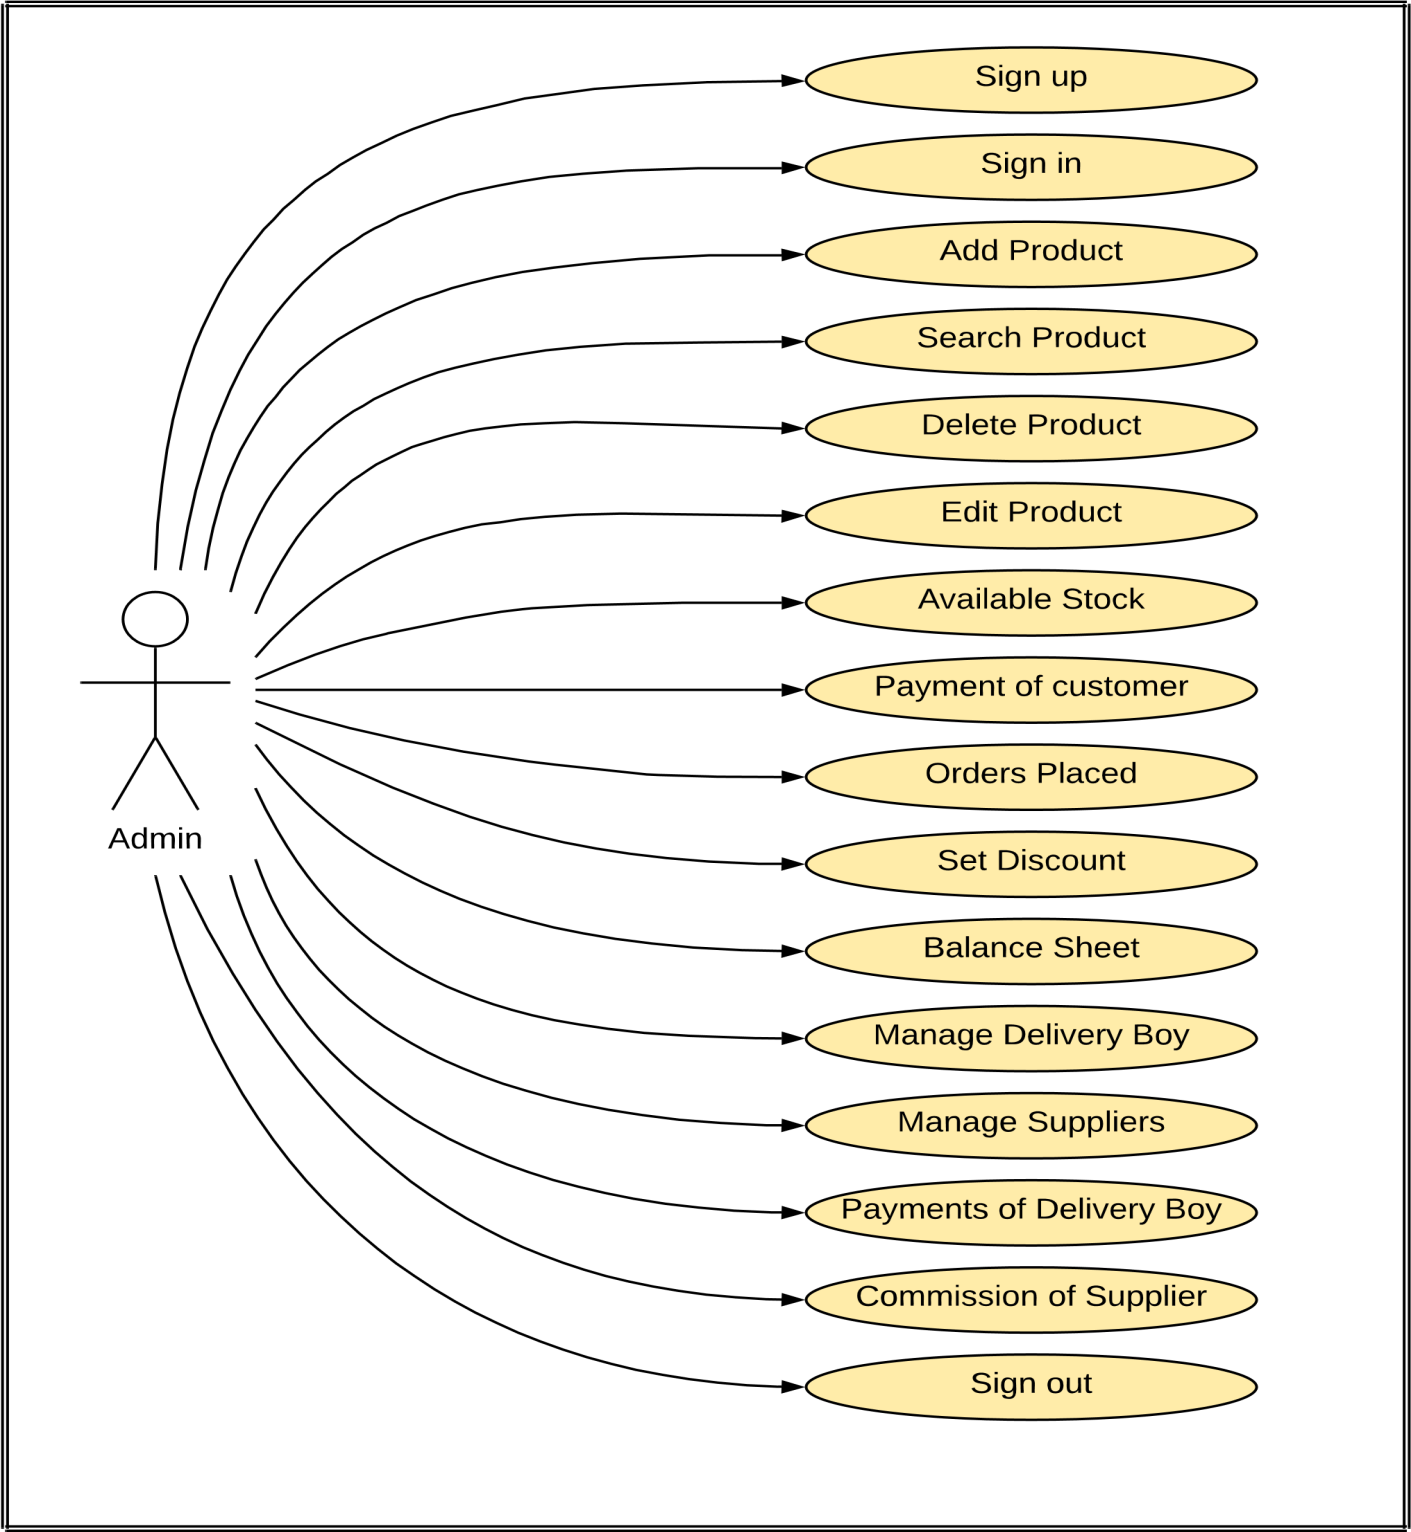 Sign up
Sign in
Add Product
Search Product
Delete Product
Edit Product
Available Stock
Payment of customer
Orders Placed
Admin
Set Discount
Balance Sheet
Manage Delivery Boy
Manage Suppliers
Payments of Delivery Boy
Commission of Supplier
Sign out